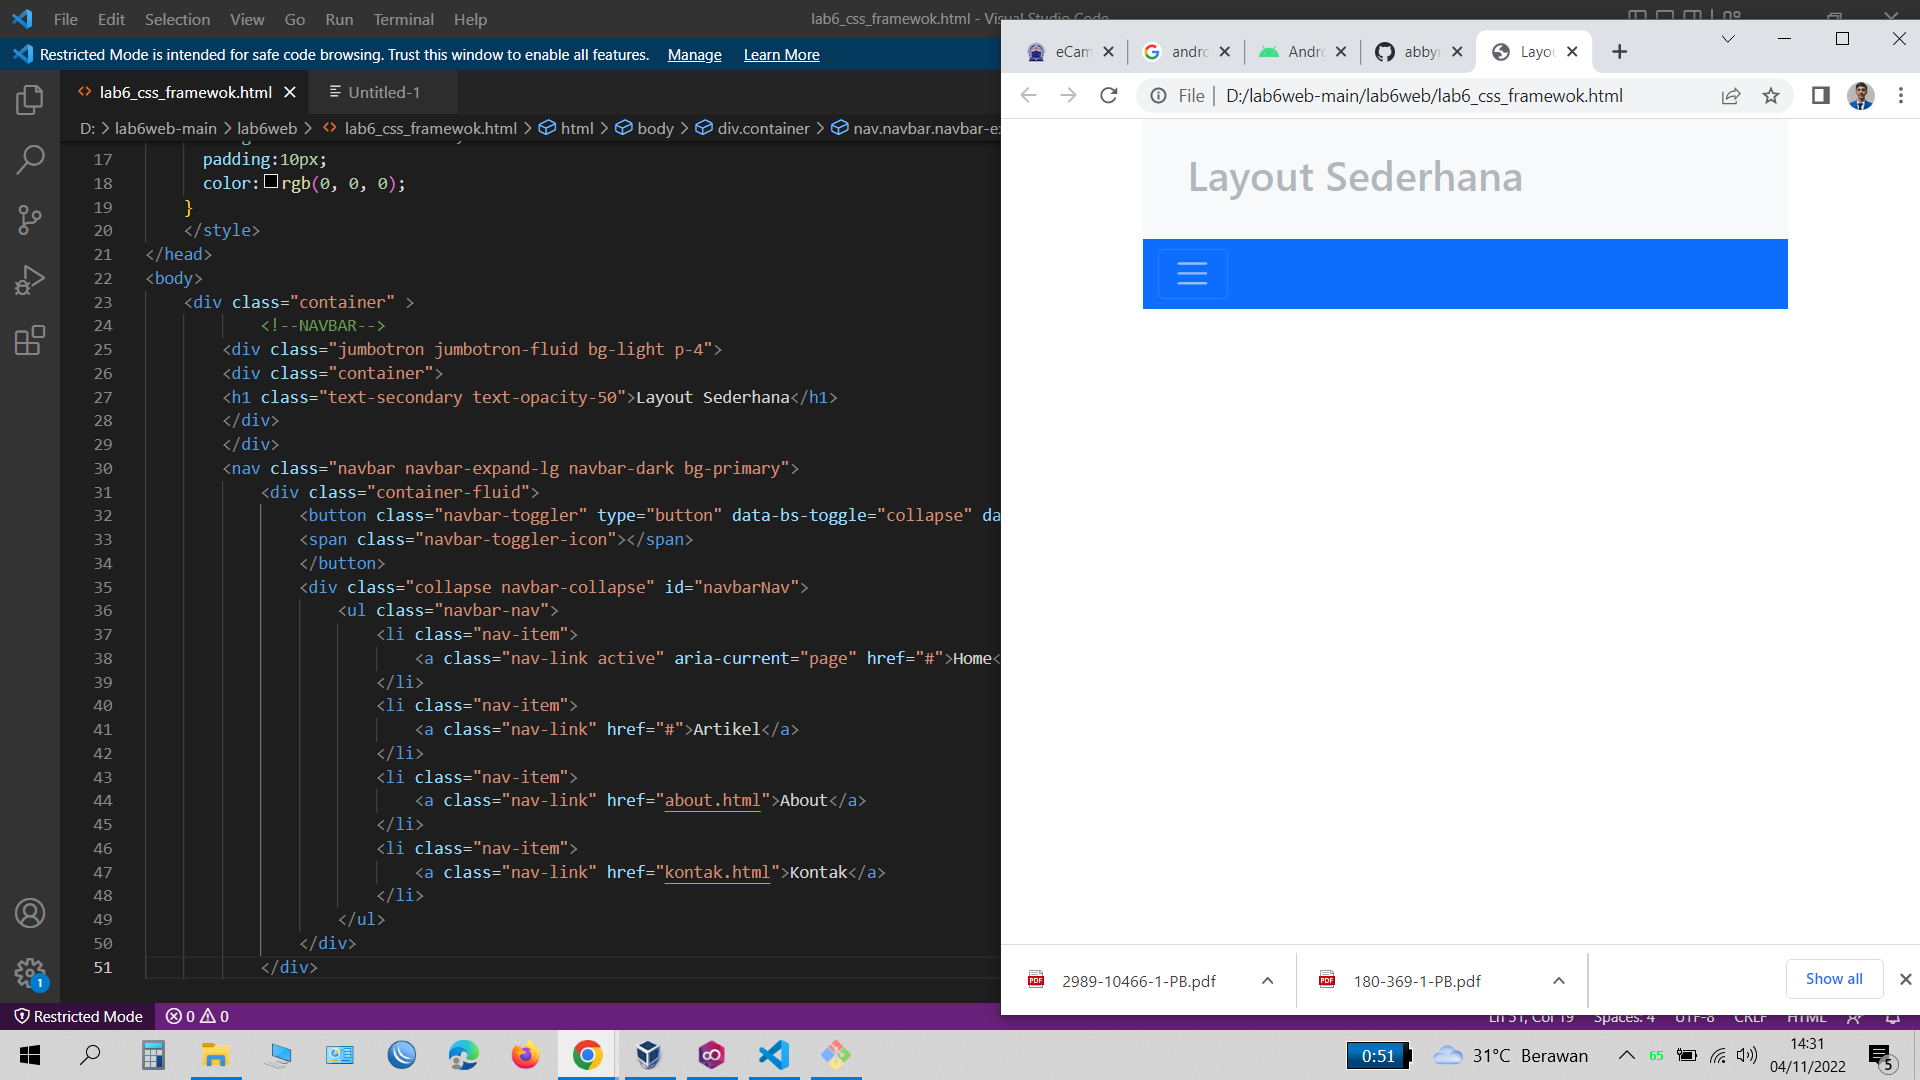 File Edit Selection View Go Run Terminal Help
lab6_css_framewok.html - Visual Studio Code
Restricted Mode is intended for safe code browsing. Trust this window to enable all features. Manage Learn More
lab6_css_framewok.html Untitled-1
D: > lab6web-main > lab6web > <> lab6_css_framewok.html > html > body > div.container > nav.navbar.navbar-ex
17 padding:10px;
18 color: rgb(0, 0, 0);
19 }
20 </style>
21 </head>
22 <body>
23 <div class="container" >
24 <!--NAVBAR-->
25 <div class="jumbotron jumbotron-fluid bg-light p-4">
26 <div class="container">
27 <h1 class="text-secondary text-opacity-50">Layout Sederhana</h1>
28 </div>
29 </div>
30 <nav class="navbar navbar-expand-lg navbar-dark bg-primary">
31 <div class="container-fluid">
32 <button class="navbar-toggler" type="button" data-bs-toggle="collapse" da
33 <span class="navbar-toggler-icon"></span>
34 </button>
35 <div class="collapse navbar-collapse" id="navbarNav">
36 <ul class="navbar-nav">
37 <li class="nav-item">
38 <a class="nav-link active" aria-current="page" href="#">Home<
39 </li>
40 <li class="nav-item">
41 <a class="nav-link" href="#">Artikel</a>
42 </li>
43 <li class="nav-item">
44 <a class="nav-link" href="about.html">About</a>
45 </li>
46 <li class="nav-item">
47 <a class="nav-link" href="kontak.html">Kontak</a>
48 </li>
49 </ul>
50 </div>
51 </div>
1
Restricted Mode 0 0
Ln 51, Col 19 Spaces: 4 UTF-8 CRLF HTML
eCam andro Andro abbyr Layou
File D:/lab6web-main/lab6web/lab6_css_framewok.html
Layout Sederhana
2989-10466-1-PB.pdf 180-369-1-PB.pdf Show all
0:51 31°C Berawan 65
14:31
04/11/2022
5